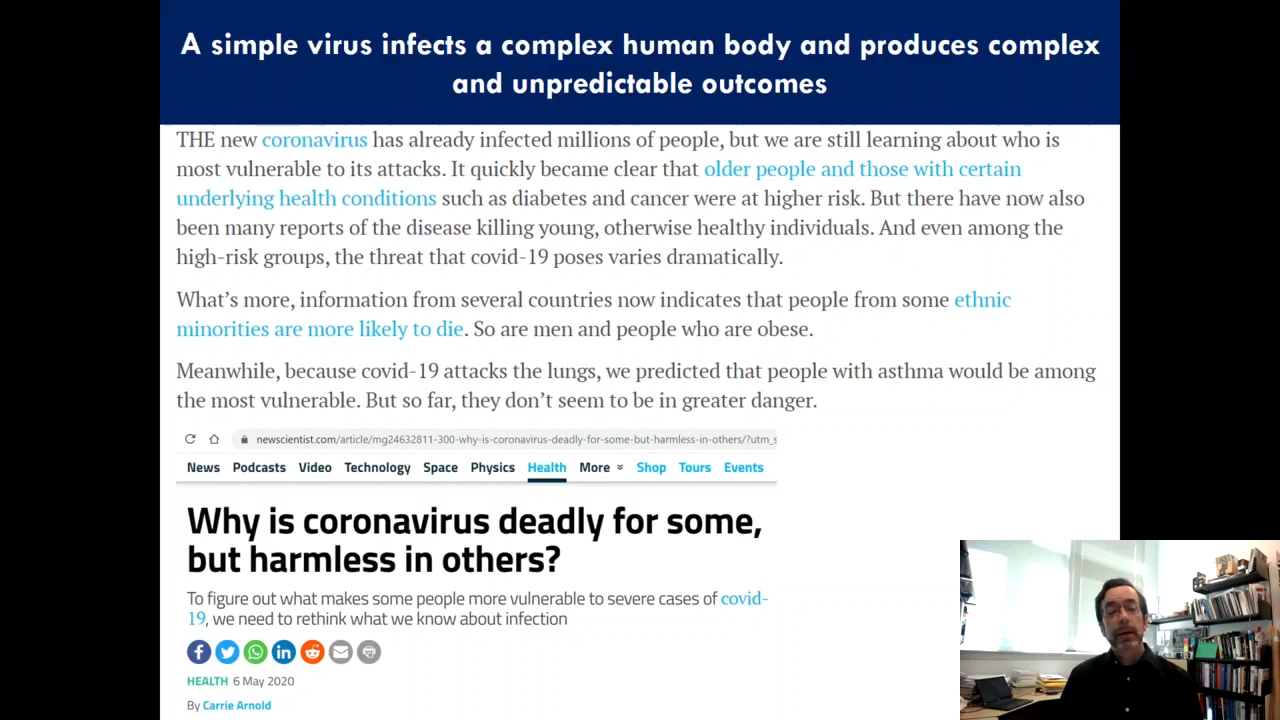 A simple virus infects a complex human body and produces complex
and unpredictable outcomes
THE new coronavirus has already infected millions of people, but we are still learning about who is
most vulnerable to its attacks. It quickly became clear that older people and those with certain
underlying health conditions such as diabetes and cancer were at higher risk. But there have now also
been many reports of the disease killing young, otherwise healthy individuals. And even among the
high-risk groups, the threat that covid-19 poses varies dramatically.
What's more, information from several countries now indicates that people from some ethnic
minorities are more likely to die. So are men and people who are obese.
Meanwhile, because covid-19 attacks the lungs, we predicted that people with asthma would be among
the most vulnerable. But so far, they don't seem to be in greater danger.
newscientist.com/article/mg24632811-300-why-is-coronavirus-deadly-for-some-but-harmless-in-others/?utm_s
News Podcasts Video Technology Space Physics Health More Shop Tours Events
Why is coronavirus deadly for some,
but harmless in others?
To figure out what makes some people more vulnerable to severe cases of covid-
19, we need to rethink what we know about infection
HEALTH 6 May 2020
By Carrie Arnold